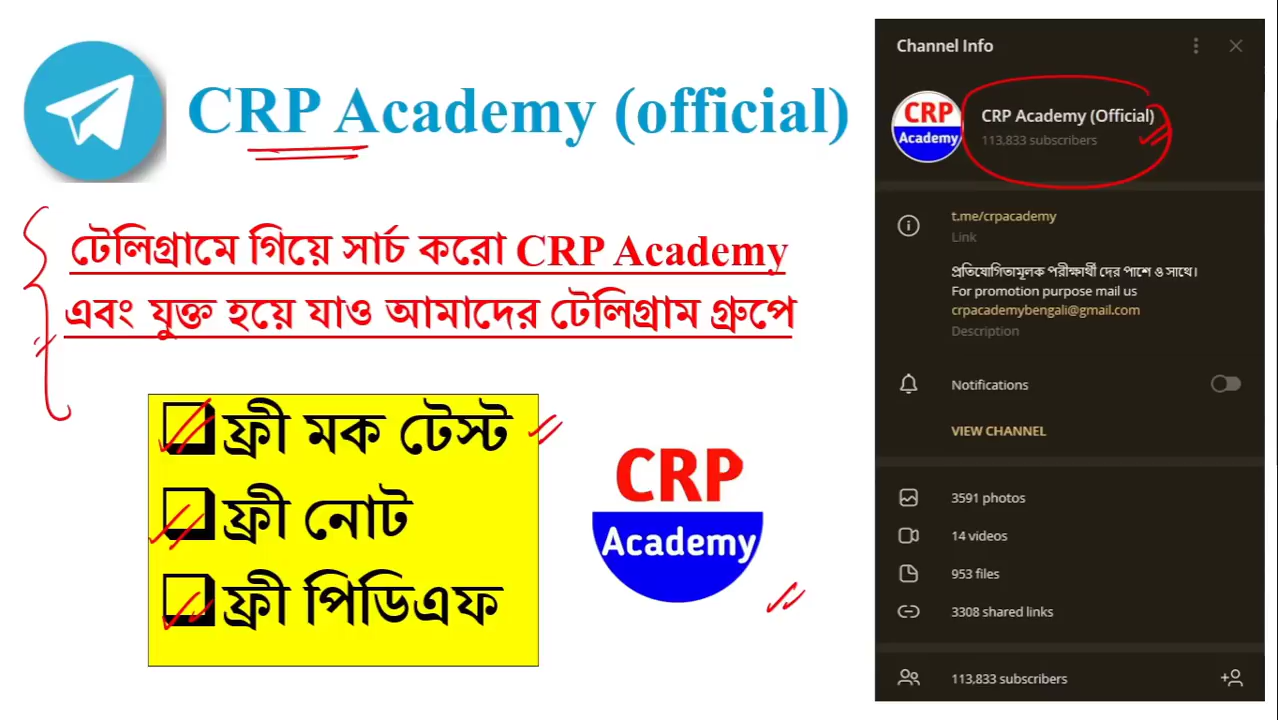 CRP Academy (official)
টেলিগ্রামে গিয়ে সার্চ করো CRP Academy
এবং যুক্ত হয়ে যাও আমাদের টেলিগ্রাম গ্রুপে
ফ্রী মক টেস্ট
ফ্রী নোট
ফ্রী পিডিএফ
CRP
Academy
Channel Info
CRP
Academy
CRP Academy (Official)
113,833 subscribers
t.me/crpacademy
Link
প্রতিযোগিতামূলক পরীক্ষার্থী দের পাশে ও সাথে।
For promotion purpose mail us
crpacademybengali@gmail.com
Description
Notifications
VIEW CHANNEL
3591 photos
14 videos
953 files
3308 shared links
113,833 subscribers